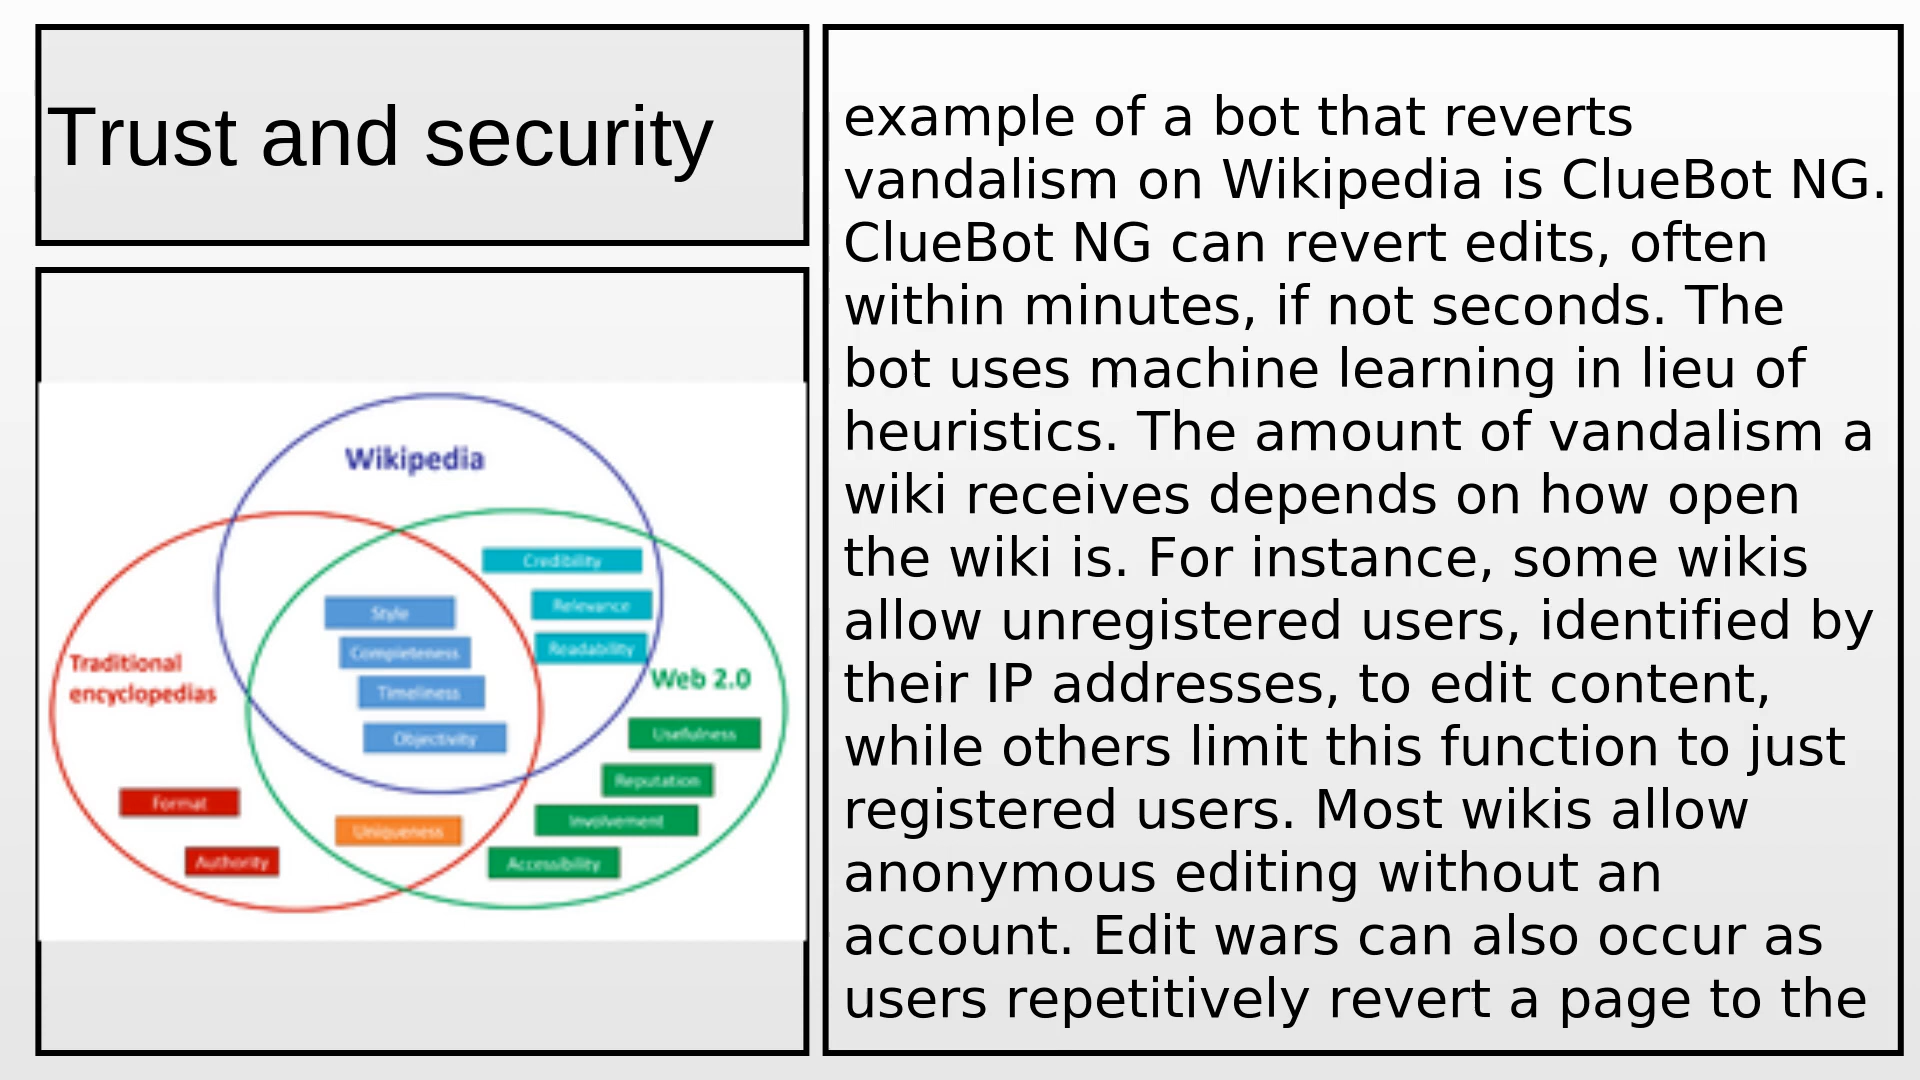 Trust and security
Wikipedia
Credibility
Style
Relevance
Completeness
Readability
Traditional
encyclopedias
Web 2.0
Timeliness
Objectivity
Usefulness
Reputation
Format
Involvement
Uniqueness
Authority
Accessibility
example of a bot that reverts
vandalism on Wikipedia is ClueBot NG.
ClueBot NG can revert edits, often
within minutes, if not seconds. The
bot uses machine learning in lieu of
heuristics. The amount of vandalism a
wiki receives depends on how open
the wiki is. For instance, some wikis
allow unregistered users, identified by
their IP addresses, to edit content,
while others limit this function to just
registered users. Most wikis allow
anonymous editing without an
account. Edit wars can also occur as
users repetitively revert a page to the